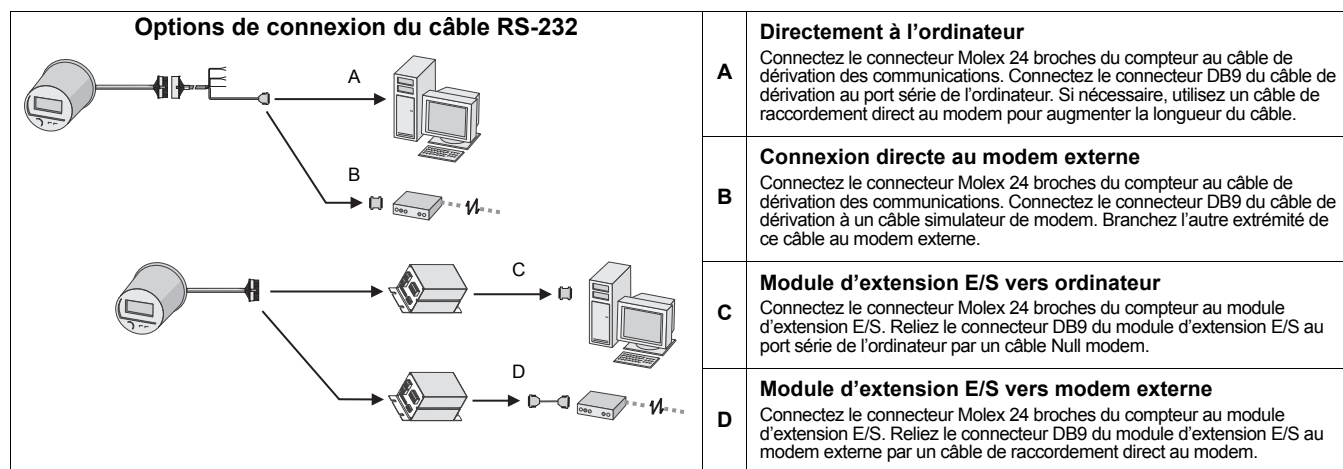 Options de connexion du câble RS-232
A
B
C
D
A
Directement à l'ordinateur
Connectez le connecteur Molex 24 broches du compteur au câble de
dérivation des communications. Connectez le connecteur DB9 du câble de
dérivation au port série de l'ordinateur. Si nécessaire, utilisez un câble de
raccordement direct au modem pour augmenter la longueur du câble.
B
Connexion directe au modem externe
Connectez le connecteur Molex 24 broches du compteur au câble de
dérivation des communications. Connectez le connecteur DB9 du câble de
dérivation à un câble simulateur de modem. Branchez l'autre extrémité de
ce câble au modem externe.
C
Module d'extension E/S vers ordinateur
Connectez le connecteur Molex 24 broches du compteur au module
d'extension E/S. Reliez le connecteur DB9 du module d'extension E/S au
port série de l'ordinateur par un câble Null modem.
D
Module d'extension E/S vers modem externe
Connectez le connecteur Molex 24 broches du compteur au module
d'extension E/S. Reliez le connecteur DB9 du module d'extension E/S au
modem externe par un câble de raccordement direct au modem.